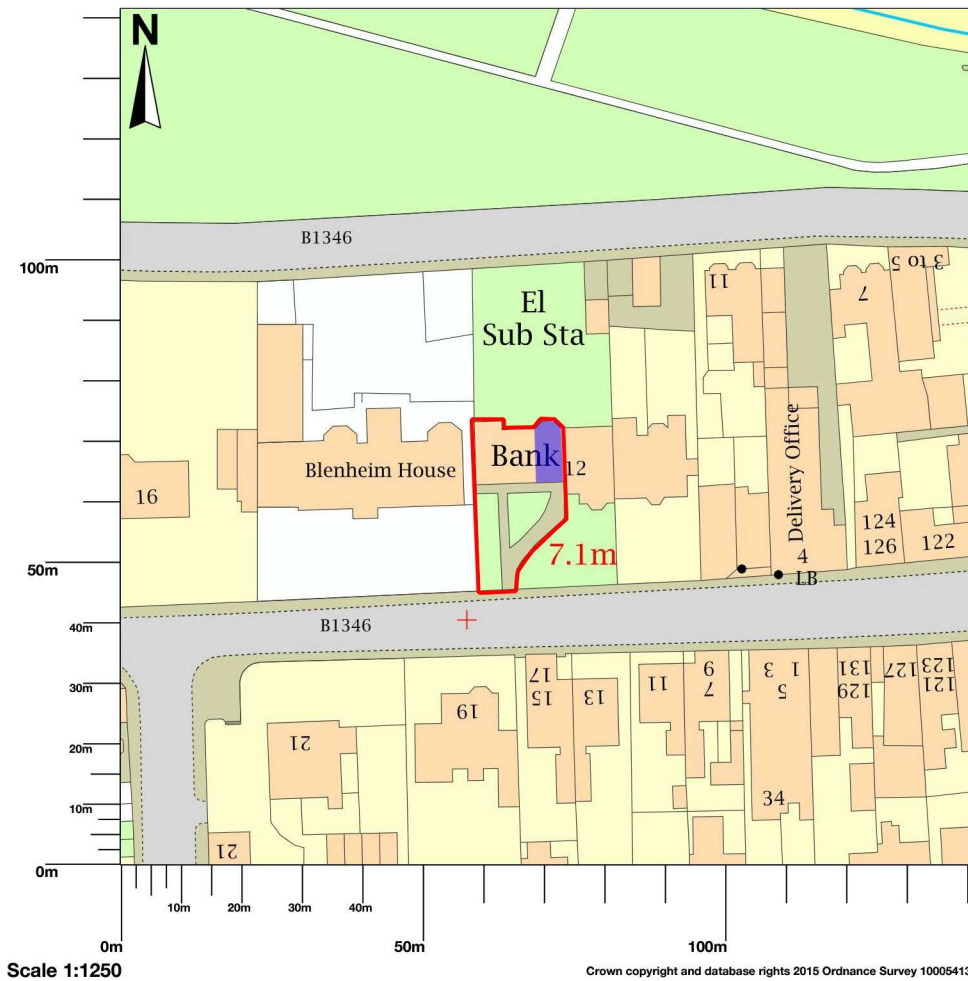 N
B1346
100m
3 to 5
11
7
El
Sub Sta
Bank
12
Blenheim House
16
Delivery Office
124
126
122
7.1m
4
LB
50m
40m
B1346
30m
20m
10m
0m
17
15
13
11
9
7
3
1
5
131
129
127
123
121
19
21
34
21
10m
20m
30m
40m
0m
50m
100m
Scale 1:1250
Crown copyright and database rights 2015 Ordnance Survey 10005413